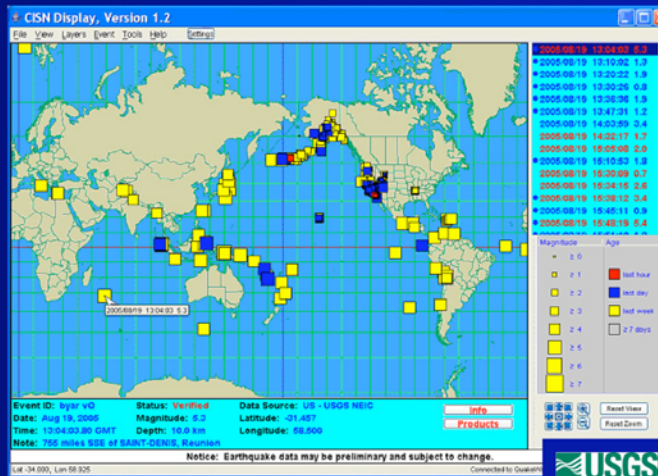 CISN Display, Version 1.2
File View Layers Event Tools Help Settings
2005/08/19 13:04:03 5.3
2005/08/19 13:10:02 1.3
2005/08/19 13:20:22 1.9
2005/08/19 13:30:26 0.8
2005/08/19 13:36:36 1.9
2005/08/19 13:47:31 1.2
2005/08/19 14:03:59 3.4
2005/08/19 14:32:17 1.7
2005/08/19 15:05:08 2.0
2005/08/19 15:10:53 1.8
2005/08/19 15:30:09 0.7
2005/08/19 15:34:15 2.6
2005/08/19 15:38:12 3.4
2005/08/19 15:45:11 0.9
2005/08/19 15:48:19 5.4
Magnitude Age
≥ 0
≥ 1 last hour
≥ 2 last day
≥ 3 last week
≥ 4 ≥ 7 days
≥ 5
≥ 6
≥ 7
2005/08/19 13:04:03 5.3
Event ID: byar vQ Status: Verified Data Source: US - USGS NEIC Info
Date: Aug 19, 2005 Magnitude: 5.3 Latitude: -31.457
Time: 13:04:03.80 GMT Depth: 10.0 km Longitude: 58.500 Products
Note: 755 miles SSE of SAINT-DENIS, Reunion
Reset View
Reset Zoom
Notice: Earthquake data may be preliminary and subject to change.
Lat -34.000, Lon 58.925 Connected to
USGS